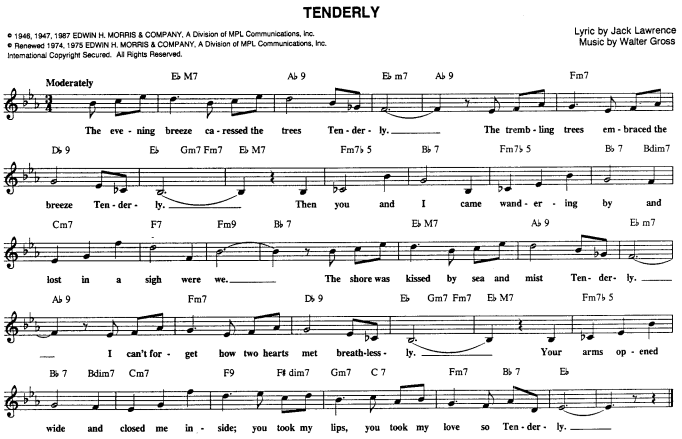 TENDERLY
© 1946, 1947, 1987 EDWIN H. MORRIS & COMPANY, A Division of MPL Communications, Inc.
© Renewed 1974, 1975 EDWIN H. MORRIS & COMPANY, A Division of MPL Communications, Inc.
International Copyright Secured. All Rights Reserved.
Lyric by Jack Lawrence
Music by Walter Gross
Moderately
E♭ M7 A♭ 9 E♭ m7 A♭ 9 Fm7
3 4
The eve - ning breeze ca - ressed the trees Ten - der - ly. The trem - bling trees em - braced the
D♭ 9 E♭ Gm7 Fm7 E♭ M7 Fm7♭ 5 B♭ 7 Fm7♭ 5 B♭ 7 Bdim7
breeze Ten - der - ly. Then you and I came wand - er - ing by and
Cm7 F7 Fm9 B♭ 7 E♭ M7 A♭ 9 E♭ m7
lost in a sigh were we. The shore was kissed by sea and mist Ten - der - ly.
A♭ 9 Fm7 D♭ 9 E♭ Gm7 Fm7 E♭ M7 Fm7♭ 5
I can't for - get how two hearts met breath - less - ly. Your arms op - ened
B♭ 7 Bdim7 Cm7 F9 F# dim7 Gm7 C 7 Fm7 B♭ 7 E♭
wide and closed me in - side; you took my lips, you took my love so Ten - der - ly.